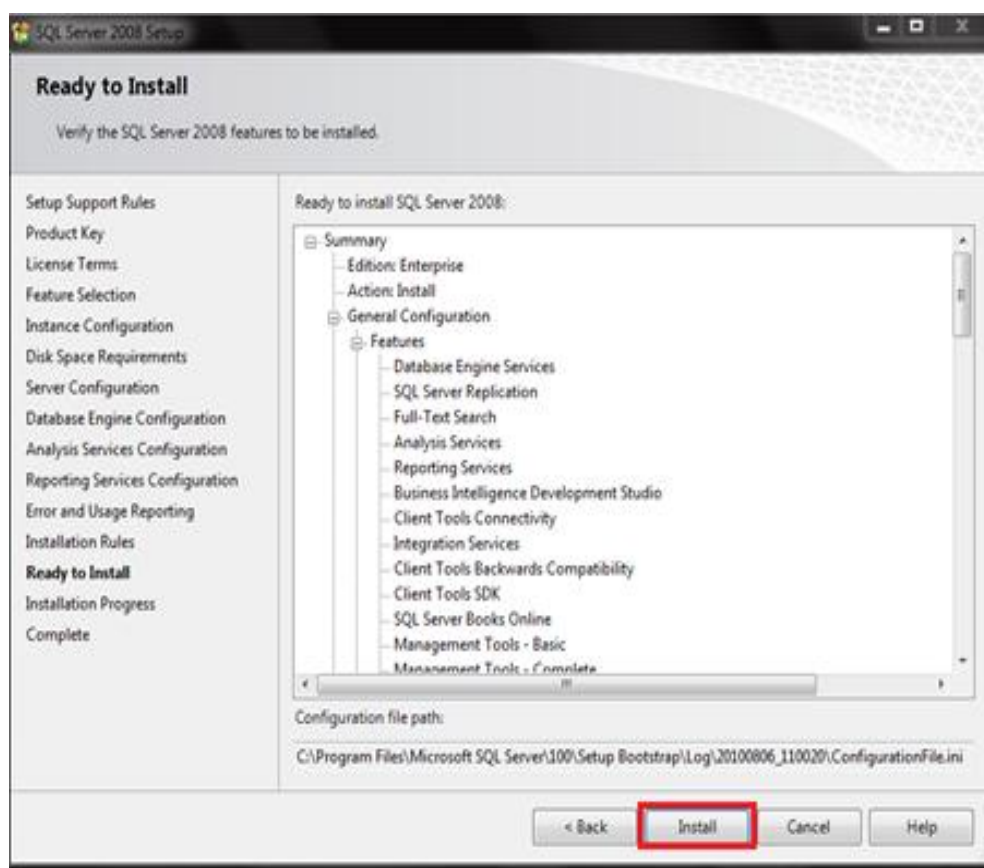 SQL Server 2008 Setup
Ready to Install
Verify the SQL Server 2008 features to be installed.
Setup Support Rules
Product Key
License Terms
Feature Selection
Instance Configuration
Disk Space Requirements
Server Configuration
Database Engine Configuration
Analysis Services Configuration
Reporting Services Configuration
Error and Usage Reporting
Installation Rules
Ready to Install
Installation Progress
Complete
Ready to install SQL Server 2008:
Summary
Edition: Enterprise
Action: Install
General Configuration
Features
Database Engine Services
SQL Server Replication
Full-Text Search
Analysis Services
Reporting Services
Business Intelligence Development Studio
Client Tools Connectivity
Integration Services
Client Tools Backwards Compatibility
Client Tools SDK
SQL Server Books Online
Management Tools - Basic
Management Tools - Complete
Configuration file path:
C:\Program Files\Microsoft SQL Server\100\Setup Bootstrap\Log\20100806_110020\ConfigurationFile.ini
< Back
Install
Cancel
Help